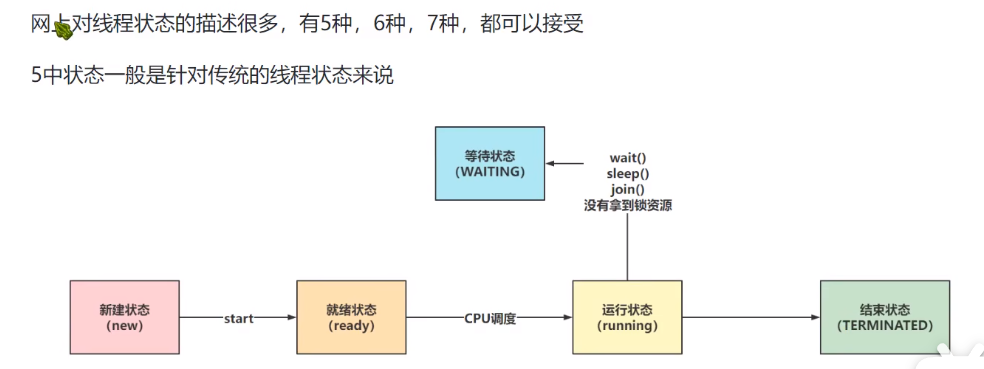 网上对线程状态的描述很多，有5种，6种，7种，都可以接受
5中状态一般是针对传统的线程状态来说
等待状态
（WAITING）
wait()
sleep()
join()
没有拿到锁资源
新建状态
（new）
start
就绪状态
（ready）
CPU调度
运行状态
（running）
结束状态
（TERMINATED）